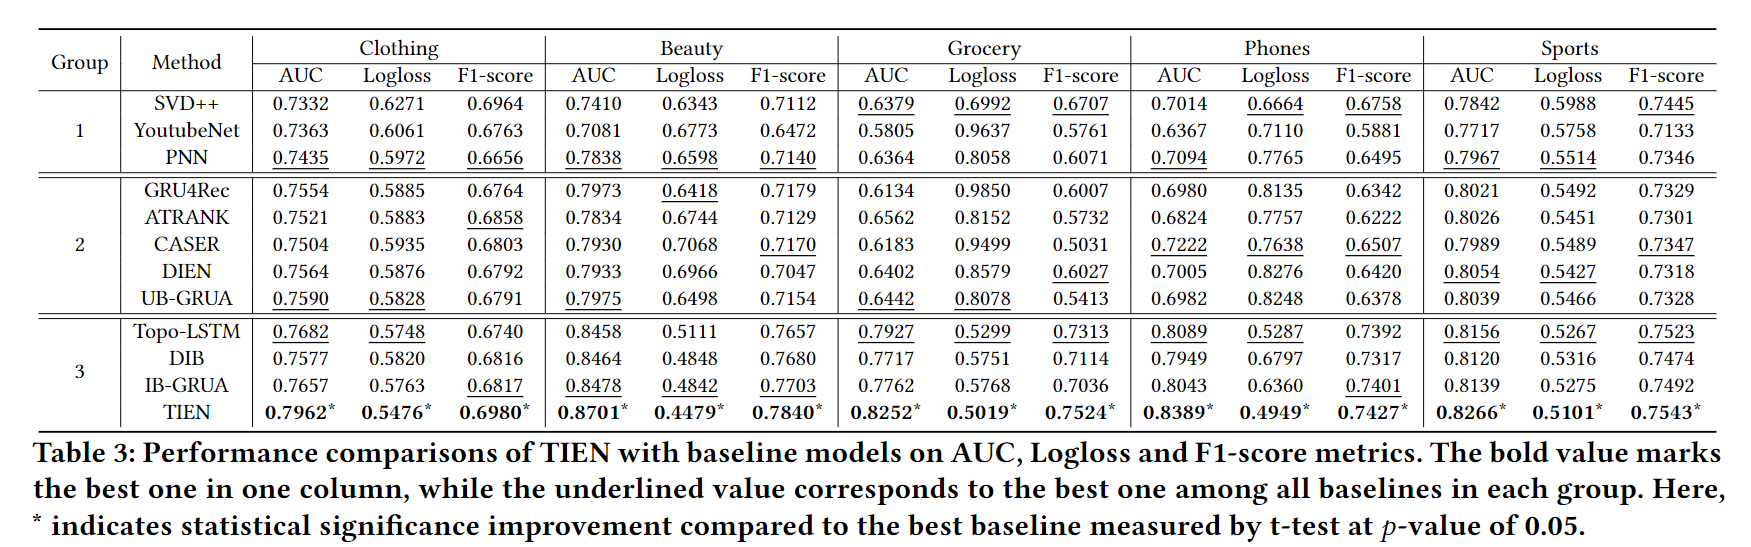 Group Method Clothing Beauty Grocery Phones Sports
AUC Logloss F1-score AUC Logloss F1-score AUC Logloss F1-score AUC Logloss F1-score AUC Logloss F1-score
SVD++ 0.7332 0.6271 0.6964 0.7410 0.6343 0.7112 0.6379 0.6992 0.6707 0.7014 0.6664 0.6758 0.7842 0.5988 0.7445
1 YoutubeNet 0.7363 0.6061 0.6763 0.7081 0.6773 0.6472 0.5805 0.9637 0.5761 0.6367 0.7110 0.5881 0.7717 0.5758 0.7133
PNN 0.7435 0.5972 0.6656 0.7838 0.6598 0.7140 0.6364 0.8058 0.6071 0.7094 0.7765 0.6495 0.7967 0.5514 0.7346
GRU4Rec 0.7554 0.5885 0.6764 0.7973 0.6418 0.7179 0.6134 0.9850 0.6007 0.6980 0.8135 0.6342 0.8021 0.5492 0.7329
ATRANK 0.7521 0.5883 0.6858 0.7834 0.6744 0.7129 0.6562 0.8152 0.5732 0.6824 0.7757 0.6222 0.8026 0.5451 0.7301
2 CASER 0.7504 0.5935 0.6803 0.7930 0.7068 0.7170 0.6183 0.9499 0.5031 0.7222 0.7638 0.6507 0.7989 0.5489 0.7347
DIEN 0.7564 0.5876 0.6792 0.7933 0.6966 0.7047 0.6402 0.8579 0.6027 0.7005 0.8276 0.6420 0.8054 0.5427 0.7318
UB-GRUA 0.7590 0.5828 0.6791 0.7975 0.6498 0.7154 0.6442 0.8078 0.5413 0.6982 0.8248 0.6378 0.8039 0.5466 0.7328
Topo-LSTM 0.7682 0.5748 0.6740 0.8458 0.5111 0.7657 0.7927 0.5299 0.7313 0.8089 0.5287 0.7392 0.8156 0.5267 0.7523
3 DIB 0.7577 0.5820 0.6816 0.8464 0.4848 0.7680 0.7717 0.5751 0.7114 0.7949 0.6797 0.7317 0.8120 0.5316 0.7474
IB-GRUA 0.7657 0.5763 0.6817 0.8478 0.4842 0.7703 0.7762 0.5768 0.7036 0.8043 0.6360 0.7401 0.8139 0.5275 0.7492
TIEN 0.7962* 0.5476* 0.6980* 0.8701* 0.4479* 0.7840* 0.8252* 0.5019* 0.7524* 0.8389* 0.4949* 0.7427* 0.8266* 0.5101* 0.7543*
Table 3: Performance comparisons of TIEN with baseline models on AUC, Logloss and F1-score metrics. The bold value marks
the best one in one column, while the underlined value corresponds to the best one among all baselines in each group. Here,
* indicates statistical significance improvement compared to the best baseline measured by t-test at p-value of 0.05.